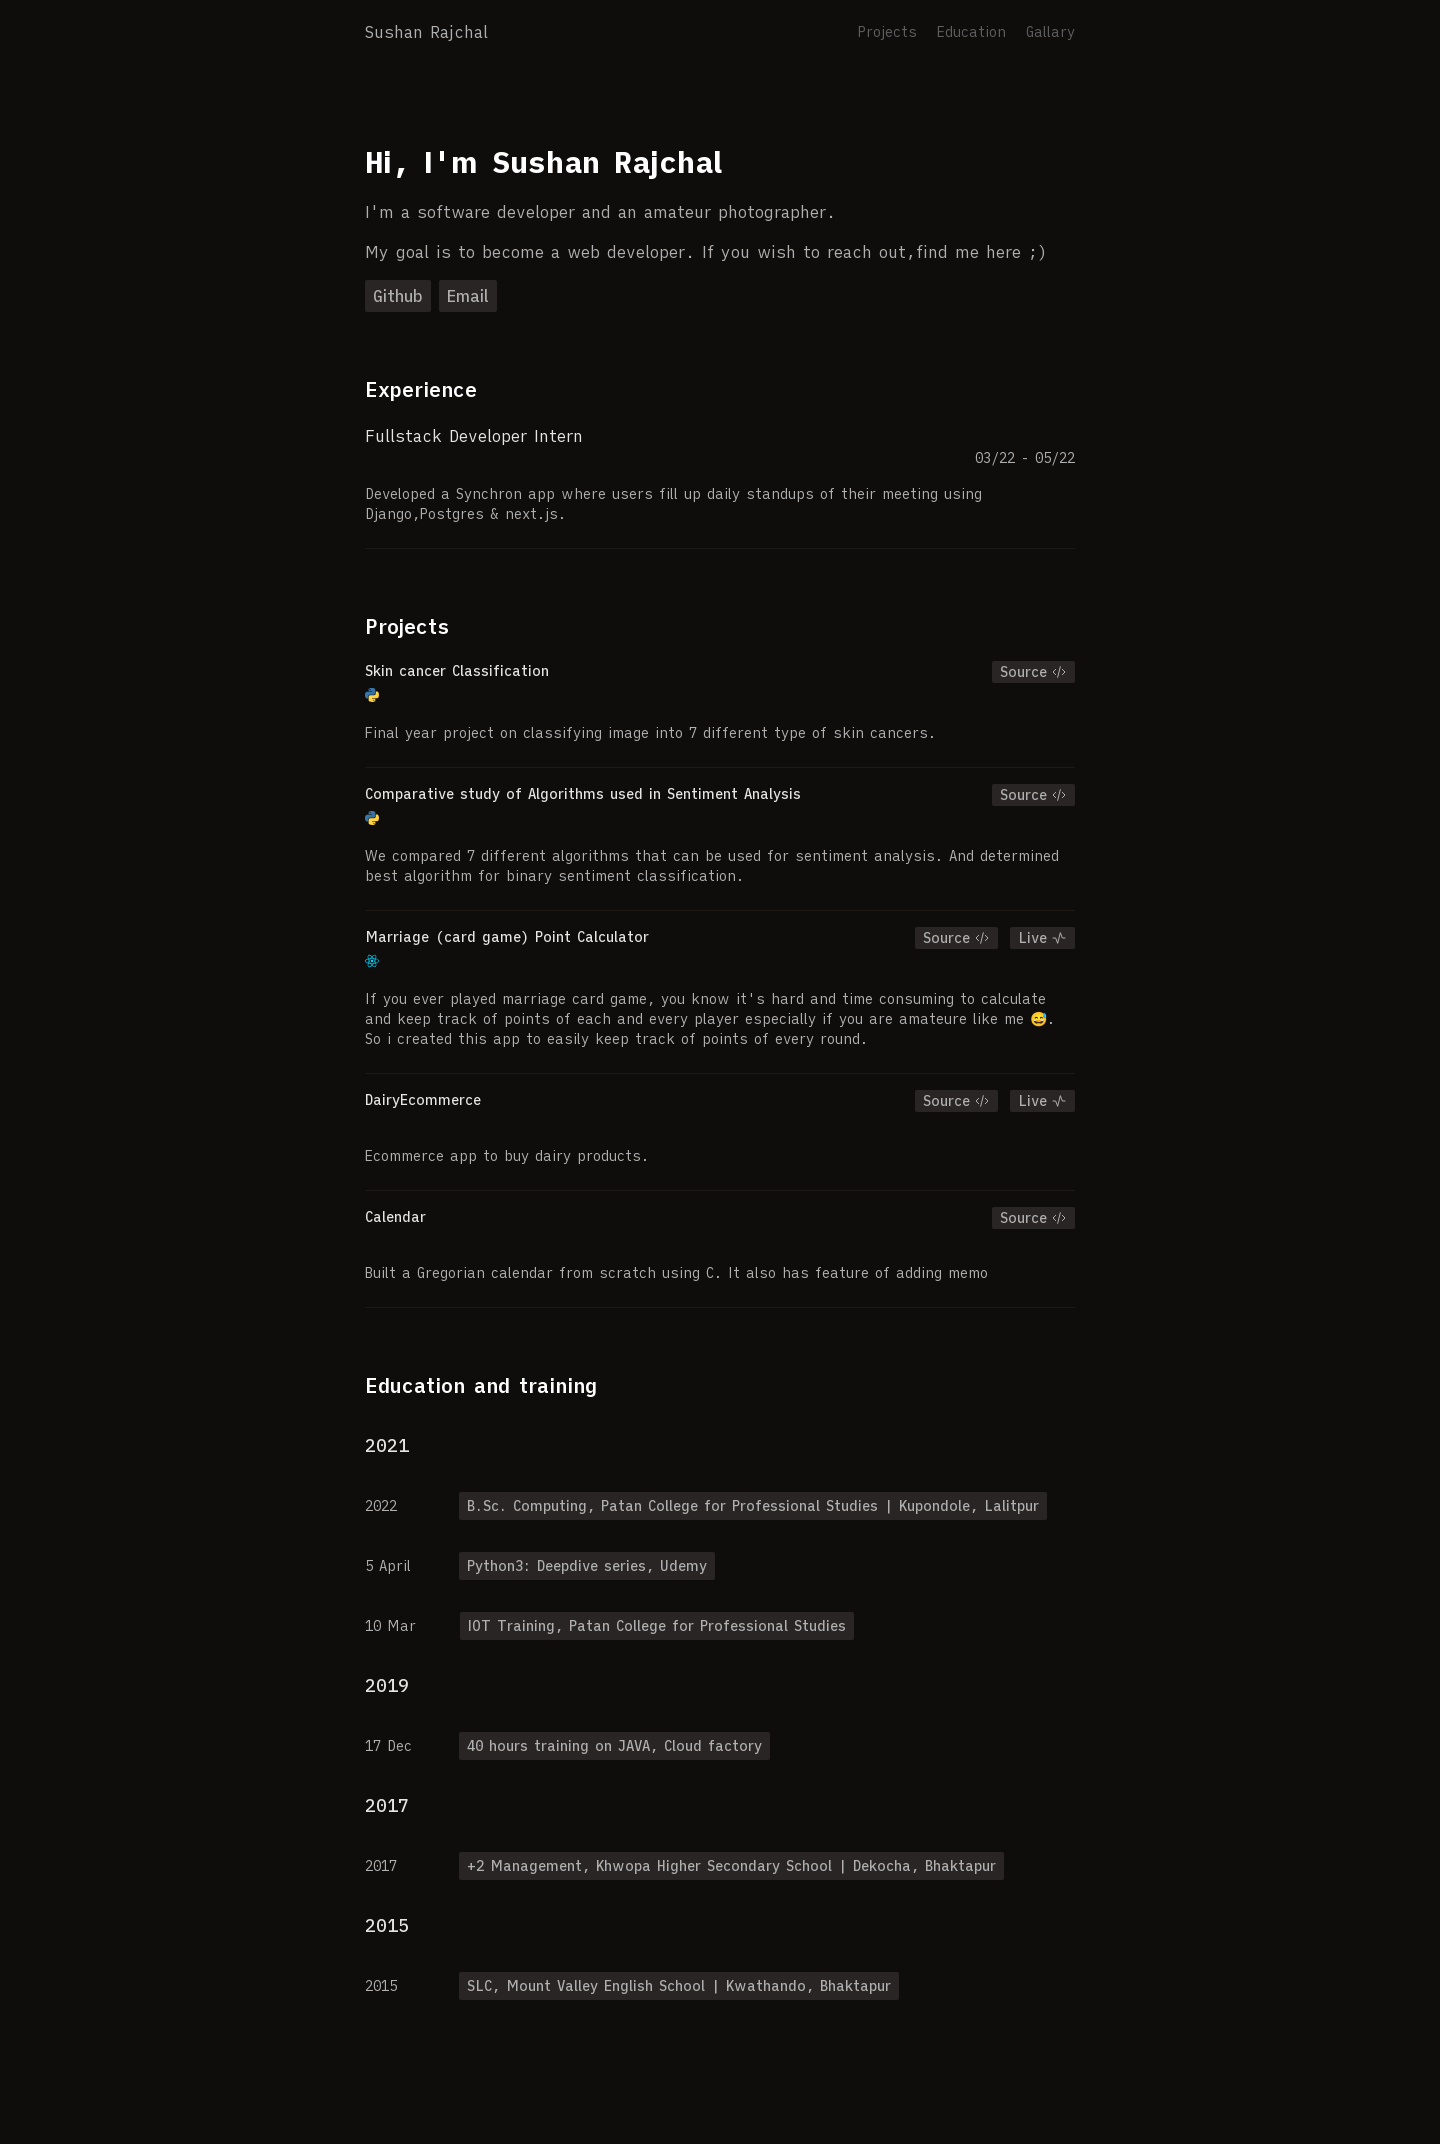 Sushan Rajchal
Projects Education Gallary
Hi, I'm Sushan Rajchal
I'm a software developer and an amateur photographer.
My goal is to become a web developer. If you wish to reach out,find me here ;)
Github Email
Experience
Fullstack Developer Intern
03/22 - 05/22
Developed a Synchron app where users fill up daily standups of their meeting using
Django,Postgres & next.js.
Projects
Skin cancer Classification
Source
Final year project on classifying image into 7 different type of skin cancers.
Comparative study of Algorithms used in Sentiment Analysis
Source
We compared 7 different algorithms that can be used for sentiment analysis. And determined
best algorithm for binary sentiment classification.
Marriage (card game) Point Calculator
Source Live
If you ever played marriage card game, you know it's hard and time consuming to calculate
and keep track of points of each and every player especially if you are amateure like me 😅.
So i created this app to easily keep track of points of every round.
DairyEcommerce
Source Live
Ecommerce app to buy dairy products.
Calendar
Source
Built a Gregorian calendar from scratch using C. It also has feature of adding memo
Education and training
2021
2022 B.Sc. Computing, Patan College for Professional Studies | Kupondole, Lalitpur
5 April Python3: Deepdive series, Udemy
10 Mar IOT Training, Patan College for Professional Studies
2019
17 Dec 40 hours training on JAVA, Cloud factory
2017
2017 +2 Management, Khwopa Higher Secondary School | Dekocha, Bhaktapur
2015
2015 SLC, Mount Valley English School | Kwathando, Bhaktapur